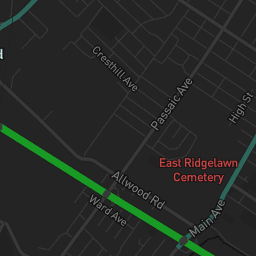 d
Cresthill Ave
Passaic Ave
High St
East Ridgelawn
Cemetery
Allwood Rd
Ward Ave
Main Ave